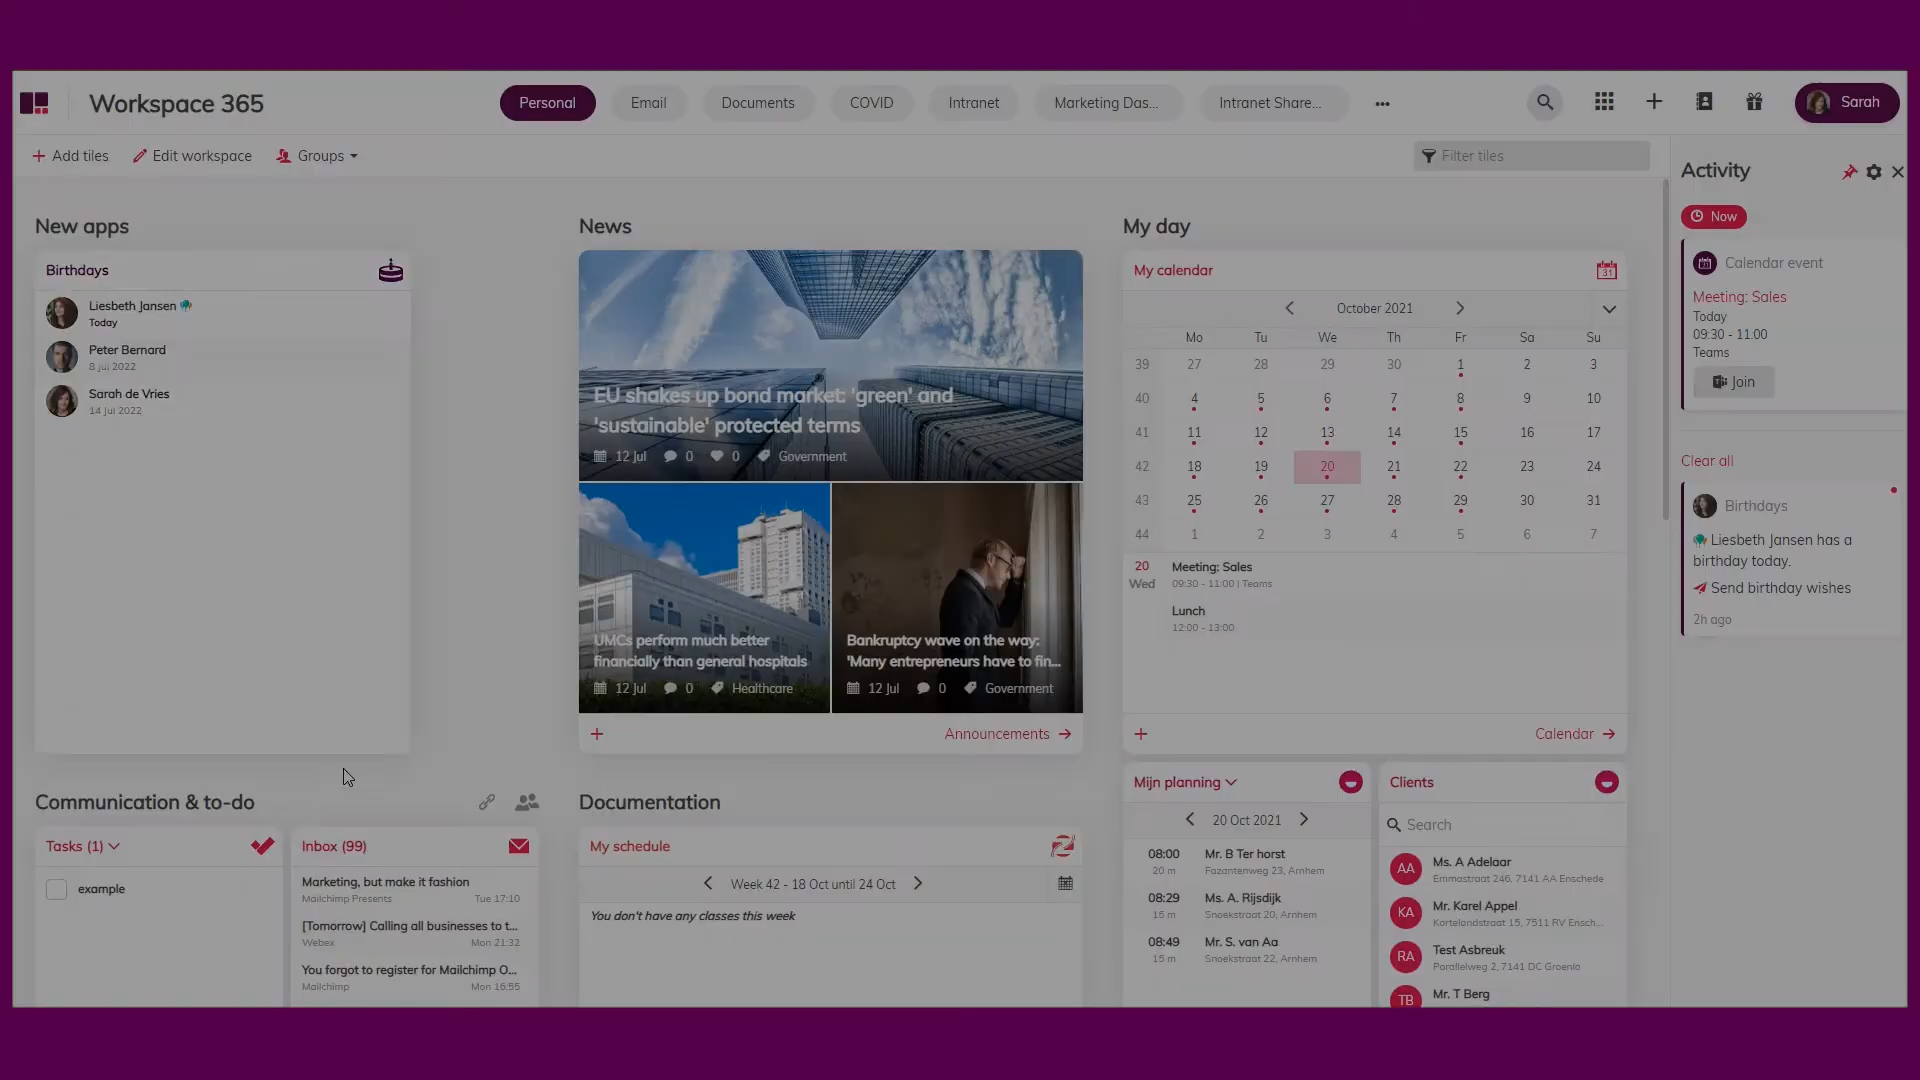 Workspace 365
Personal
Email
Documents
COVID
Intranet
Marketing Das...
Intranet Share...
Sarah
Add tiles
Edit workspace
Groups
Filter tiles
New apps
Birthdays
Liesbeth Jansen
Today
Peter Bernard
8 jul 2022
Sarah de Vries
14 jul 2022
News
EU shakes up bond market: 'green' and
'sustainable' protected terms
12 Jul 0 0 Government
UMCs perform much better
financially than general hospitals
12 Jul 0 Healthcare
Bankruptcy wave on the way:
'Many entrepreneurs have to fin...
12 Jul 0 Government
Announcements
My day
My calendar
31
October 2021
Mo Tu We Th Fr Sa Su
39 27 28 29 30 1 2 3
40 4 5 6 7 8 9 10
41 11 12 13 14 15 16 17
42 18 19 20 21 22 23 24
43 25 26 27 28 29 30 31
44 1 2 3 4 5 6 7
20 Meeting: Sales
Wed 09:30 - 11:00 | Teams
Lunch
12:00 - 13:00
Calendar
Activity
Now
Calendar event
Meeting: Sales
Today
09:30 - 11:00
Teams
Join
Clear all
Birthdays
Liesbeth Jansen has a
birthday today.
Send birthday wishes
2h ago
Communication & to-do
Tasks (1)
example
Inbox (99)
Marketing, but make it fashion
Mailchimp Presents Tue 17:10
[Tomorrow] Calling all businesses to t...
Webex Mon 21:32
You forgot to register for Mailchimp O...
Mailchimp Mon 16:55
Documentation
My schedule
Week 42 - 18 Oct until 24 Oct
You don't have any classes this week
Mijn planning
20 Oct 2021
08:00 Mr. B Ter horst
20 m Fazantenweg 23, Arnhem
08:29 Ms. A. Rijsdijk
15 m Snoekstraat 20, Arnhem
08:49 Mr. S. van Aa
15 m Snoekstraat 22, Arnhem
Clients
Search
AA Ms. A Adelaar
Emmastraat 246, 7141 AA Enschede
KA Mr. Karel Appel
Kortelandstraat 15, 7511 RV Ensch...
RA Test Asbreuk
Parallelweg 2, 7141 DC Groenlo
TB Mr. T Berg